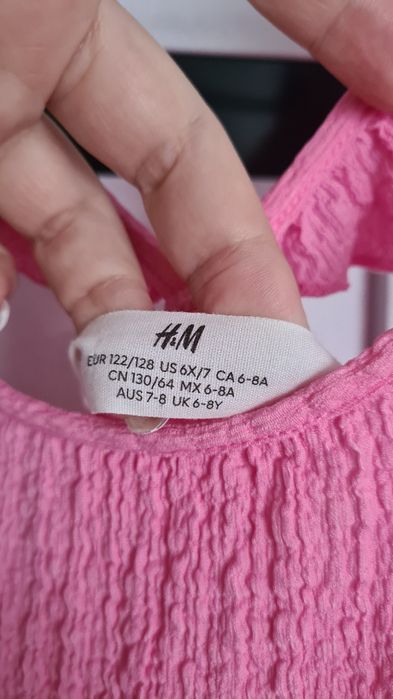 H&M
EUR 122/128 US 6X/7 CA 6-8A
CN 130/64 MX 6-8A
AUS 7-8 UK 6-8Y